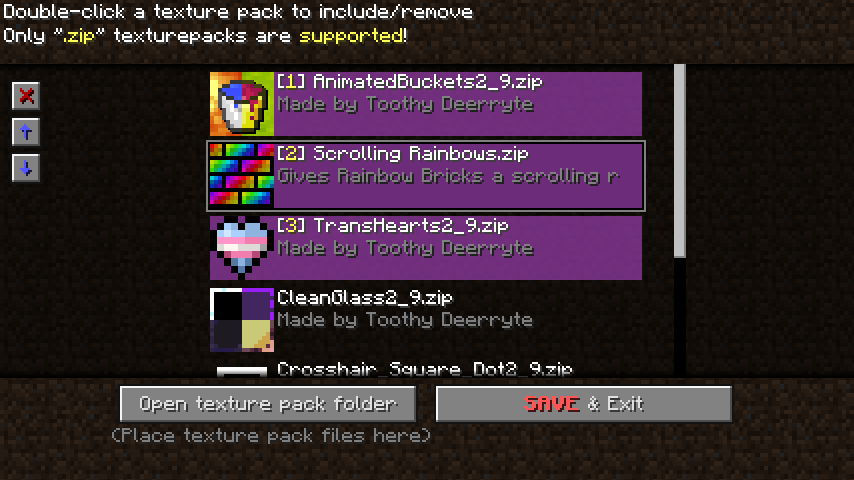 Double-click a texture pack to include/remove
Only ".zip" texturepacks are supported!
[1] AnimatedBuckets2_9.zip
Made by Toothy Deerryte
[2] Scrolling Rainbows.zip
Gives Rainbow Bricks a scrolling r
[3] TransHearts2_9.zip
Made by Toothy Deerryte
CleanGlass2_9.zip
Made by Toothy Deerryte
Crosshair_Square_Dot2_9.zip
Open texture pack folder
SAVE & Exit
(Place texture pack files here)